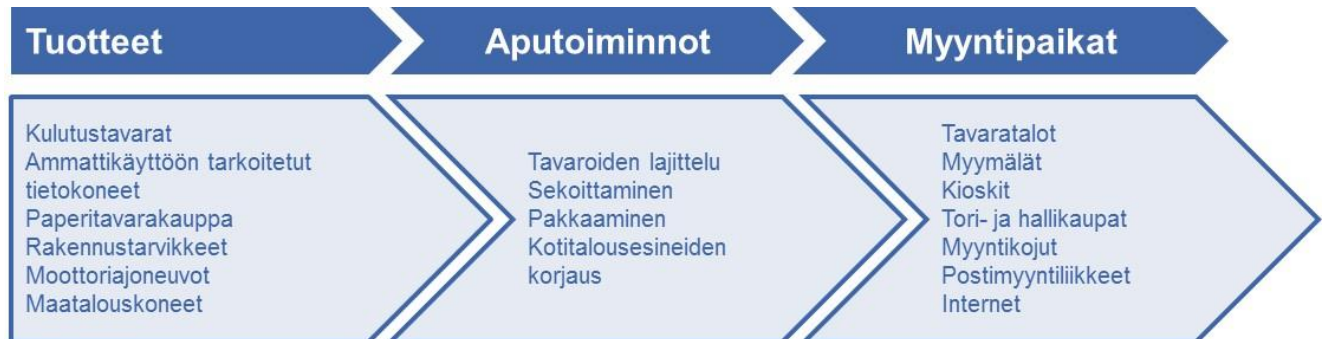 Tuotteet
Aputoiminnot
Myyntipaikat
Kulutustavarat
Ammattikäyttöön tarkoitetut
tietokoneet
Paperitavarakauppa
Rakennustarvikkeet
Moottoriajoneuvot
Maatalouskoneet
Tavaroiden lajittelu
Sekoittaminen
Pakkaaminen
Kotitalousesineiden
korjaus
Tavaratalot
Myymälät
Kioskit
Tori- ja hallikaupat
Myyntikojut
Postimyyntiliikkeet
Internet